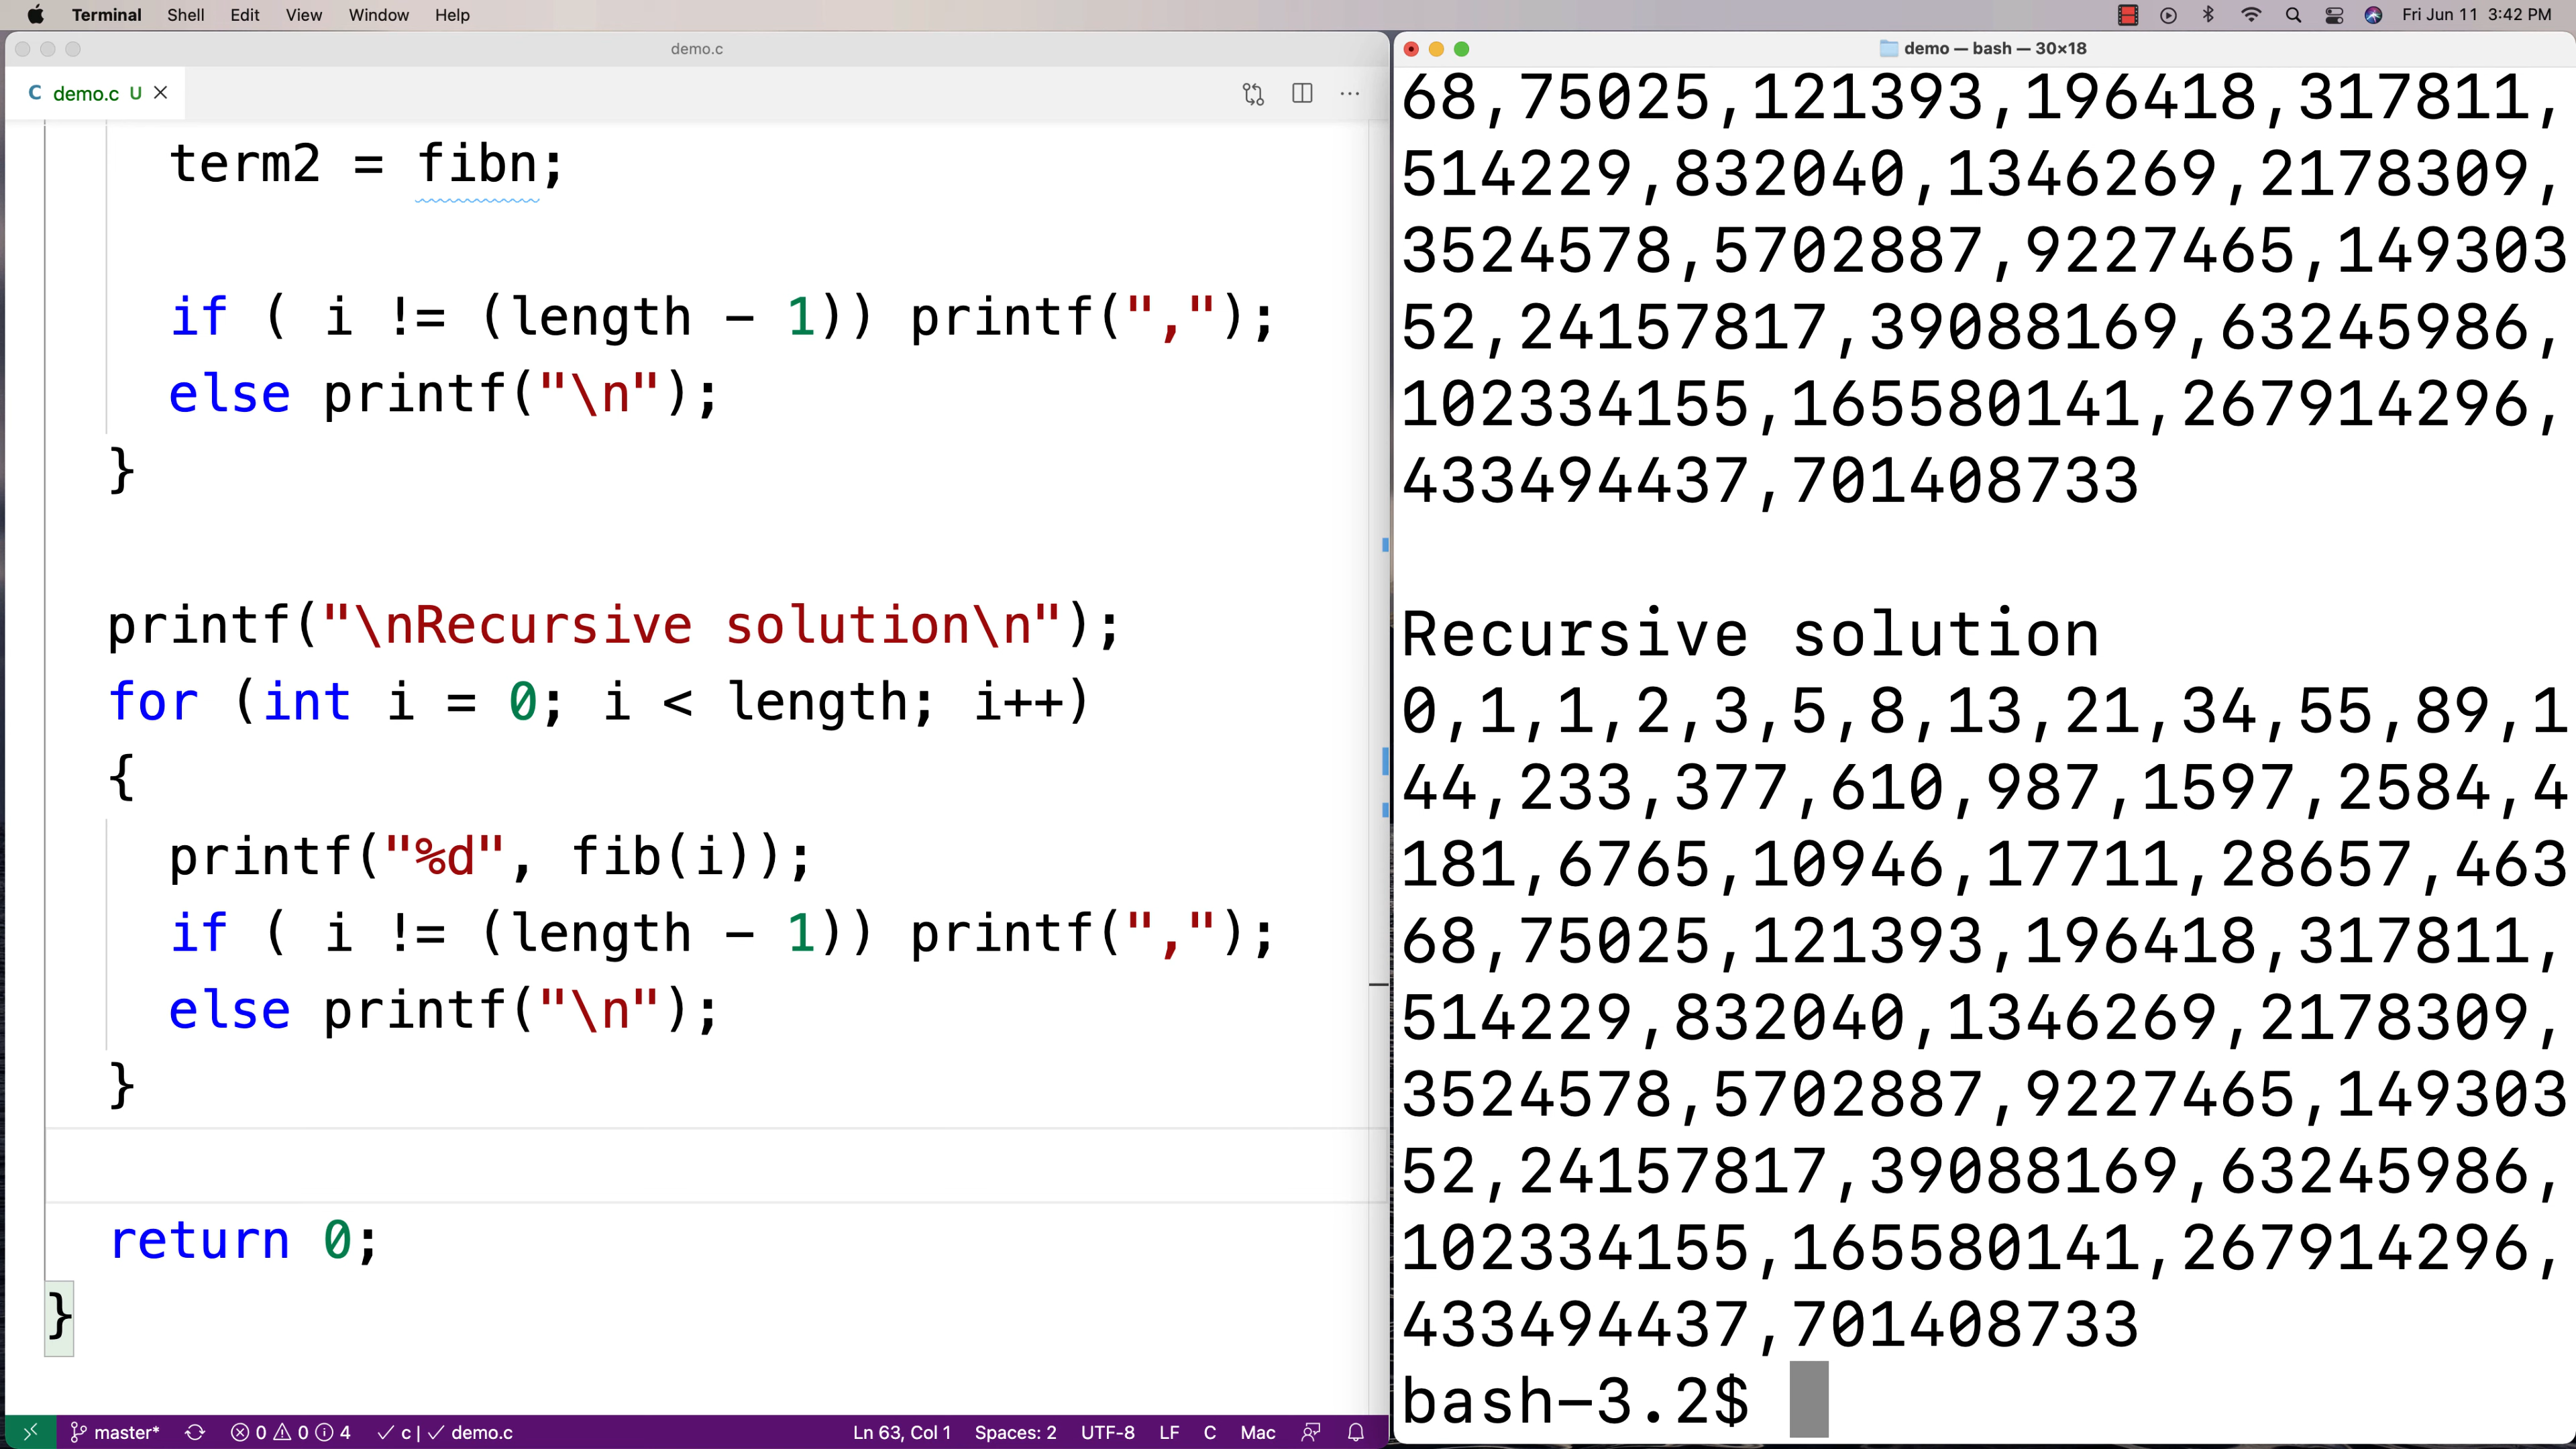 Terminal Shell Edit View Window Help Fri Jun 11 3:42 PM
demo.c
C demo.c U
term2 = fibn;
if ( i != (length - 1)) printf(",");
else printf("\n");
}
printf("\nRecursive solution\n");
for (int i = 0; i < length; i++)
{
printf("%d", fib(i));
if ( i != (length - 1)) printf(",");
else printf("\n");
}
return 0;
}
master* 0 0 4 c | demo.c Ln 63, Col 1 Spaces: 2 UTF-8 LF C Mac
demo — bash — 30×18
68,75025,121393,196418,317811,
514229,832040,1346269,2178309,
3524578,5702887,9227465,149303
52,24157817,39088169,63245986,
102334155,165580141,267914296,
433494437,701408733
Recursive solution
0,1,1,2,3,5,8,13,21,34,55,89,1
44,233,377,610,987,1597,2584,4
181,6765,10946,17711,28657,463
68,75025,121393,196418,317811,
514229,832040,1346269,2178309,
3524578,5702887,9227465,149303
52,24157817,39088169,63245986,
102334155,165580141,267914296,
433494437,701408733
bash-3.2$